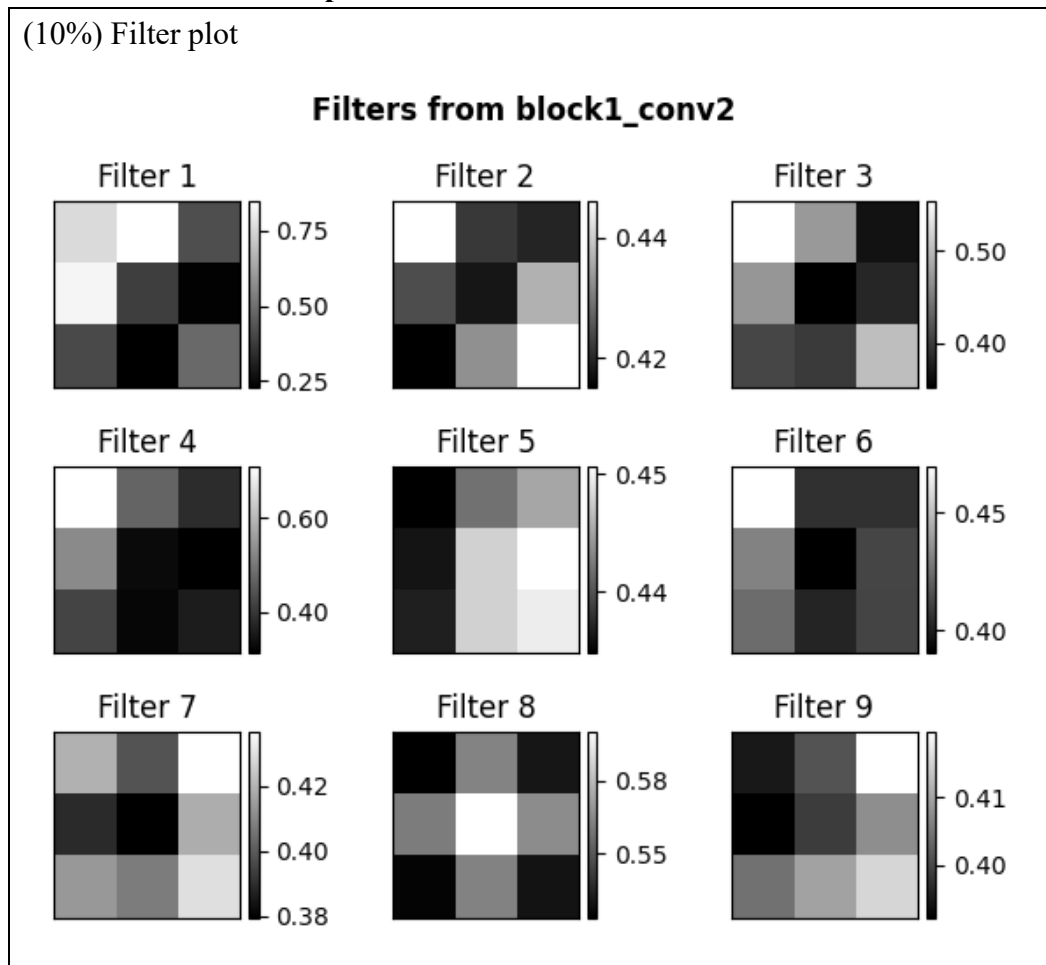 (10%) Filter plot
Filters from block1_conv2
Filter 1
Filter 2
Filter 3
0.75
0.50
0.25
0.44
0.42
0.50
0.40
Filter 4
Filter 5
Filter 6
0.60
0.40
0.45
0.44
0.45
0.40
Filter 7
Filter 8
Filter 9
0.42
0.40
0.38
0.58
0.55
0.41
0.40